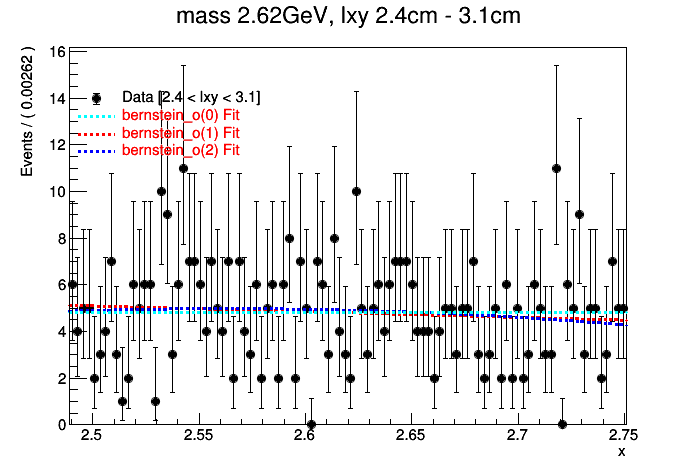 mass 2.62GeV, lxy 2.4cm - 3.1cm
Events / ( 0.00262 )
16
14
12
10
8
6
4
2
0
Data [2.4 < lxy < 3.1]
bernstein_o(0) Fit
bernstein_o(1) Fit
bernstein_o(2) Fit
2.5 2.55 2.6 2.65 2.7 2.75
x